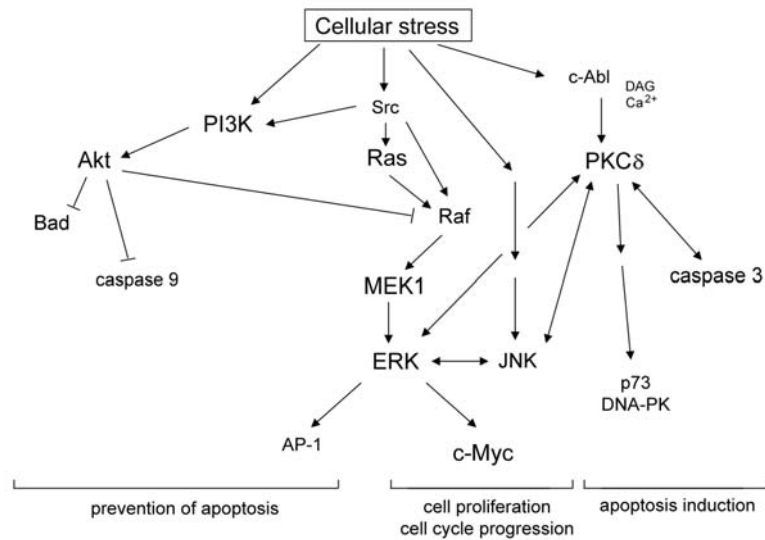 Cellular stress
c-Abl
DAG
Ca²⁺
Src
PI3K
Ras
Akt
PKCδ
Bad
Raf
caspase 9
MEK1
caspase 3
ERK
JNK
p73
DNA-PK
AP-1
c-Myc
prevention of apoptosis
cell proliferation
cell cycle progression
apoptosis induction